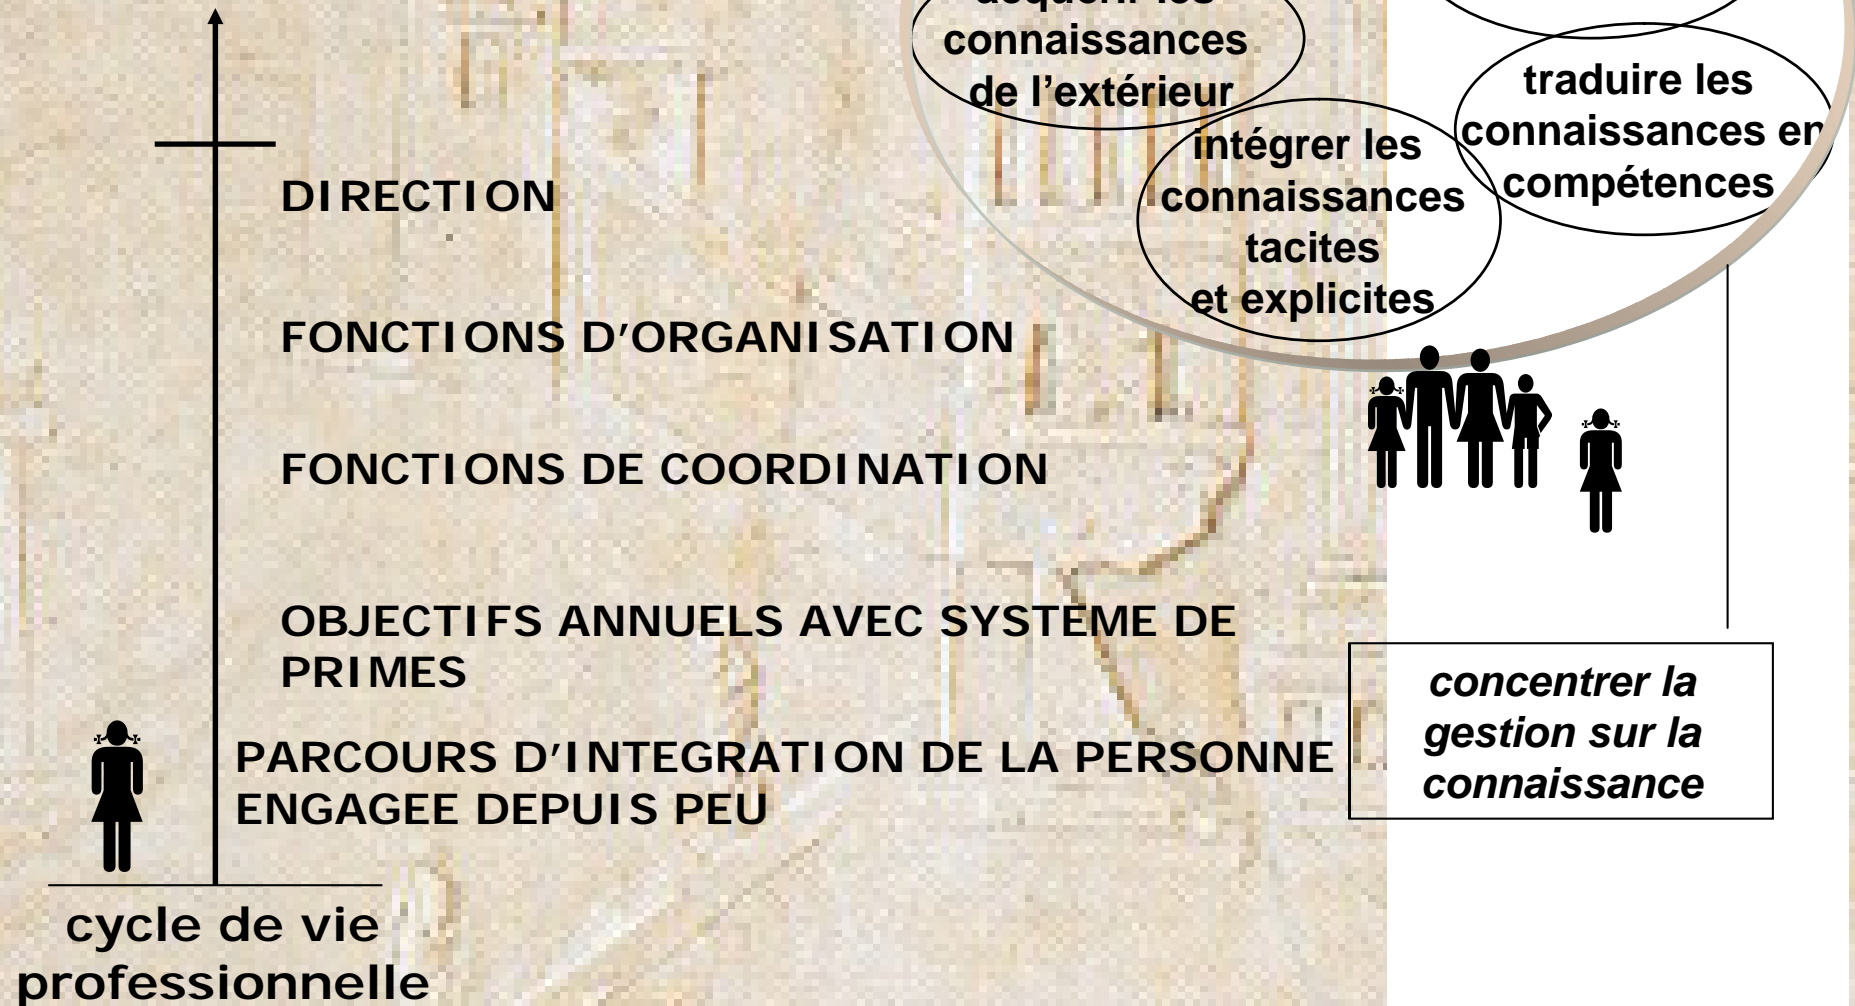 acquérir les
connaissances
de l'extérieur
traduire les
connaissances en
compétences
intégrer les
connaissances
tacites
et explicites
DIRECTION
FONCTIONS D'ORGANISATION
FONCTIONS DE COORDINATION
OBJECTIFS ANNUELS AVEC SYSTEME DE
PRIMES
PARCOURS D'INTEGRATION DE LA PERSONNE
ENGAGEE DEPUIS PEU
concentrer la
gestion sur la
connaissance
cycle de vie
professionnelle